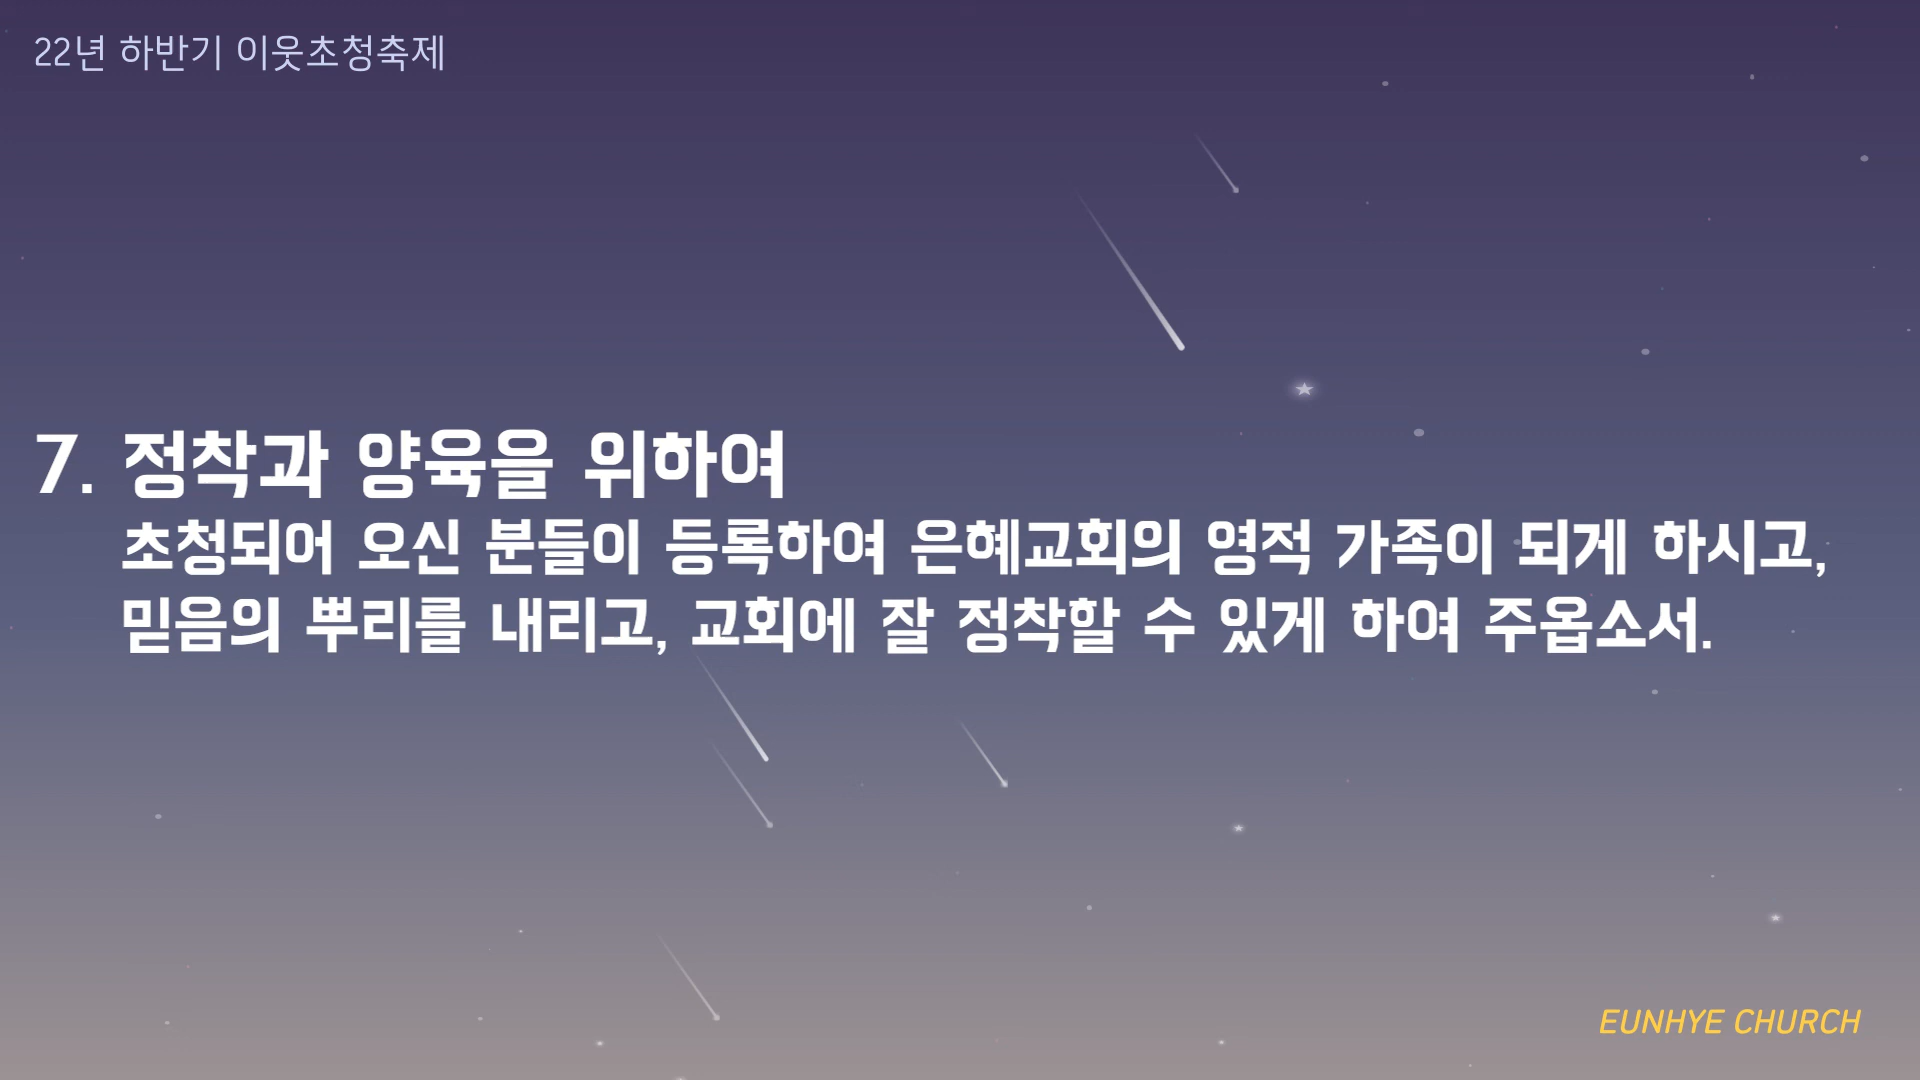 22년 하반기 이웃초청축제
7. 정착과 양육을 위하여
초청되어 오신 분들이 등록하여 은혜교회의 영적 가족이 되게 하시고,
믿음의 뿌리를 내리고, 교회에 잘 정착할 수 있게 하여 주옵소서.
EUNHYE CHURCH